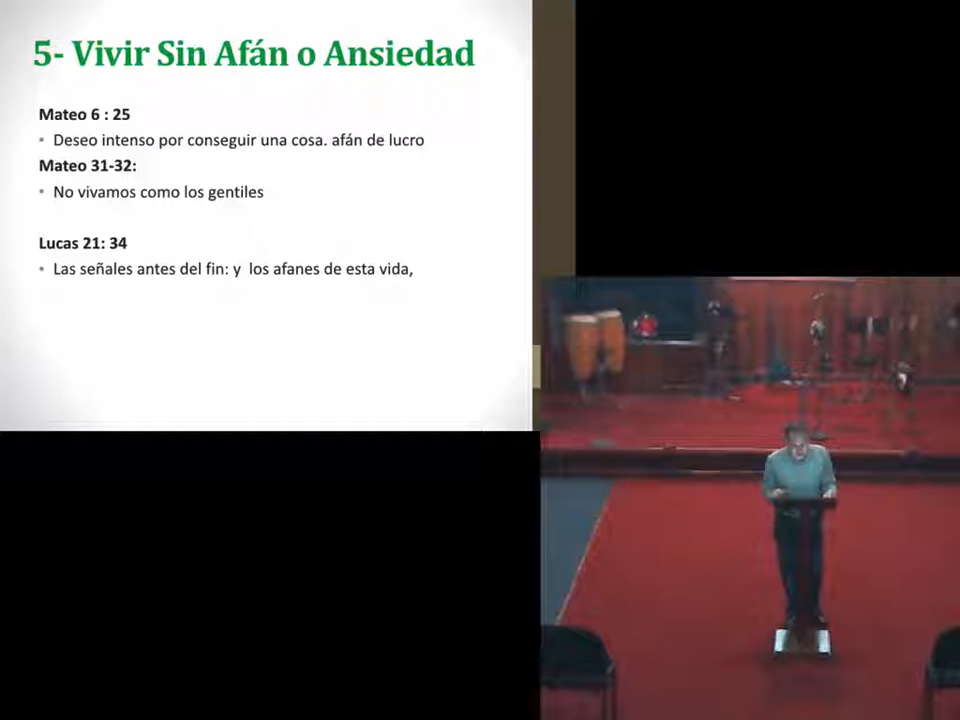 5- Vivir Sin Afán o Ansiedad
Mateo 6 : 25
• Deseo intenso por conseguir una cosa. afán de lucro
Mateo 31-32:
• No vivamos como los gentiles
Lucas 21: 34
• Las señales antes del fin: y  los afanes de esta vida,